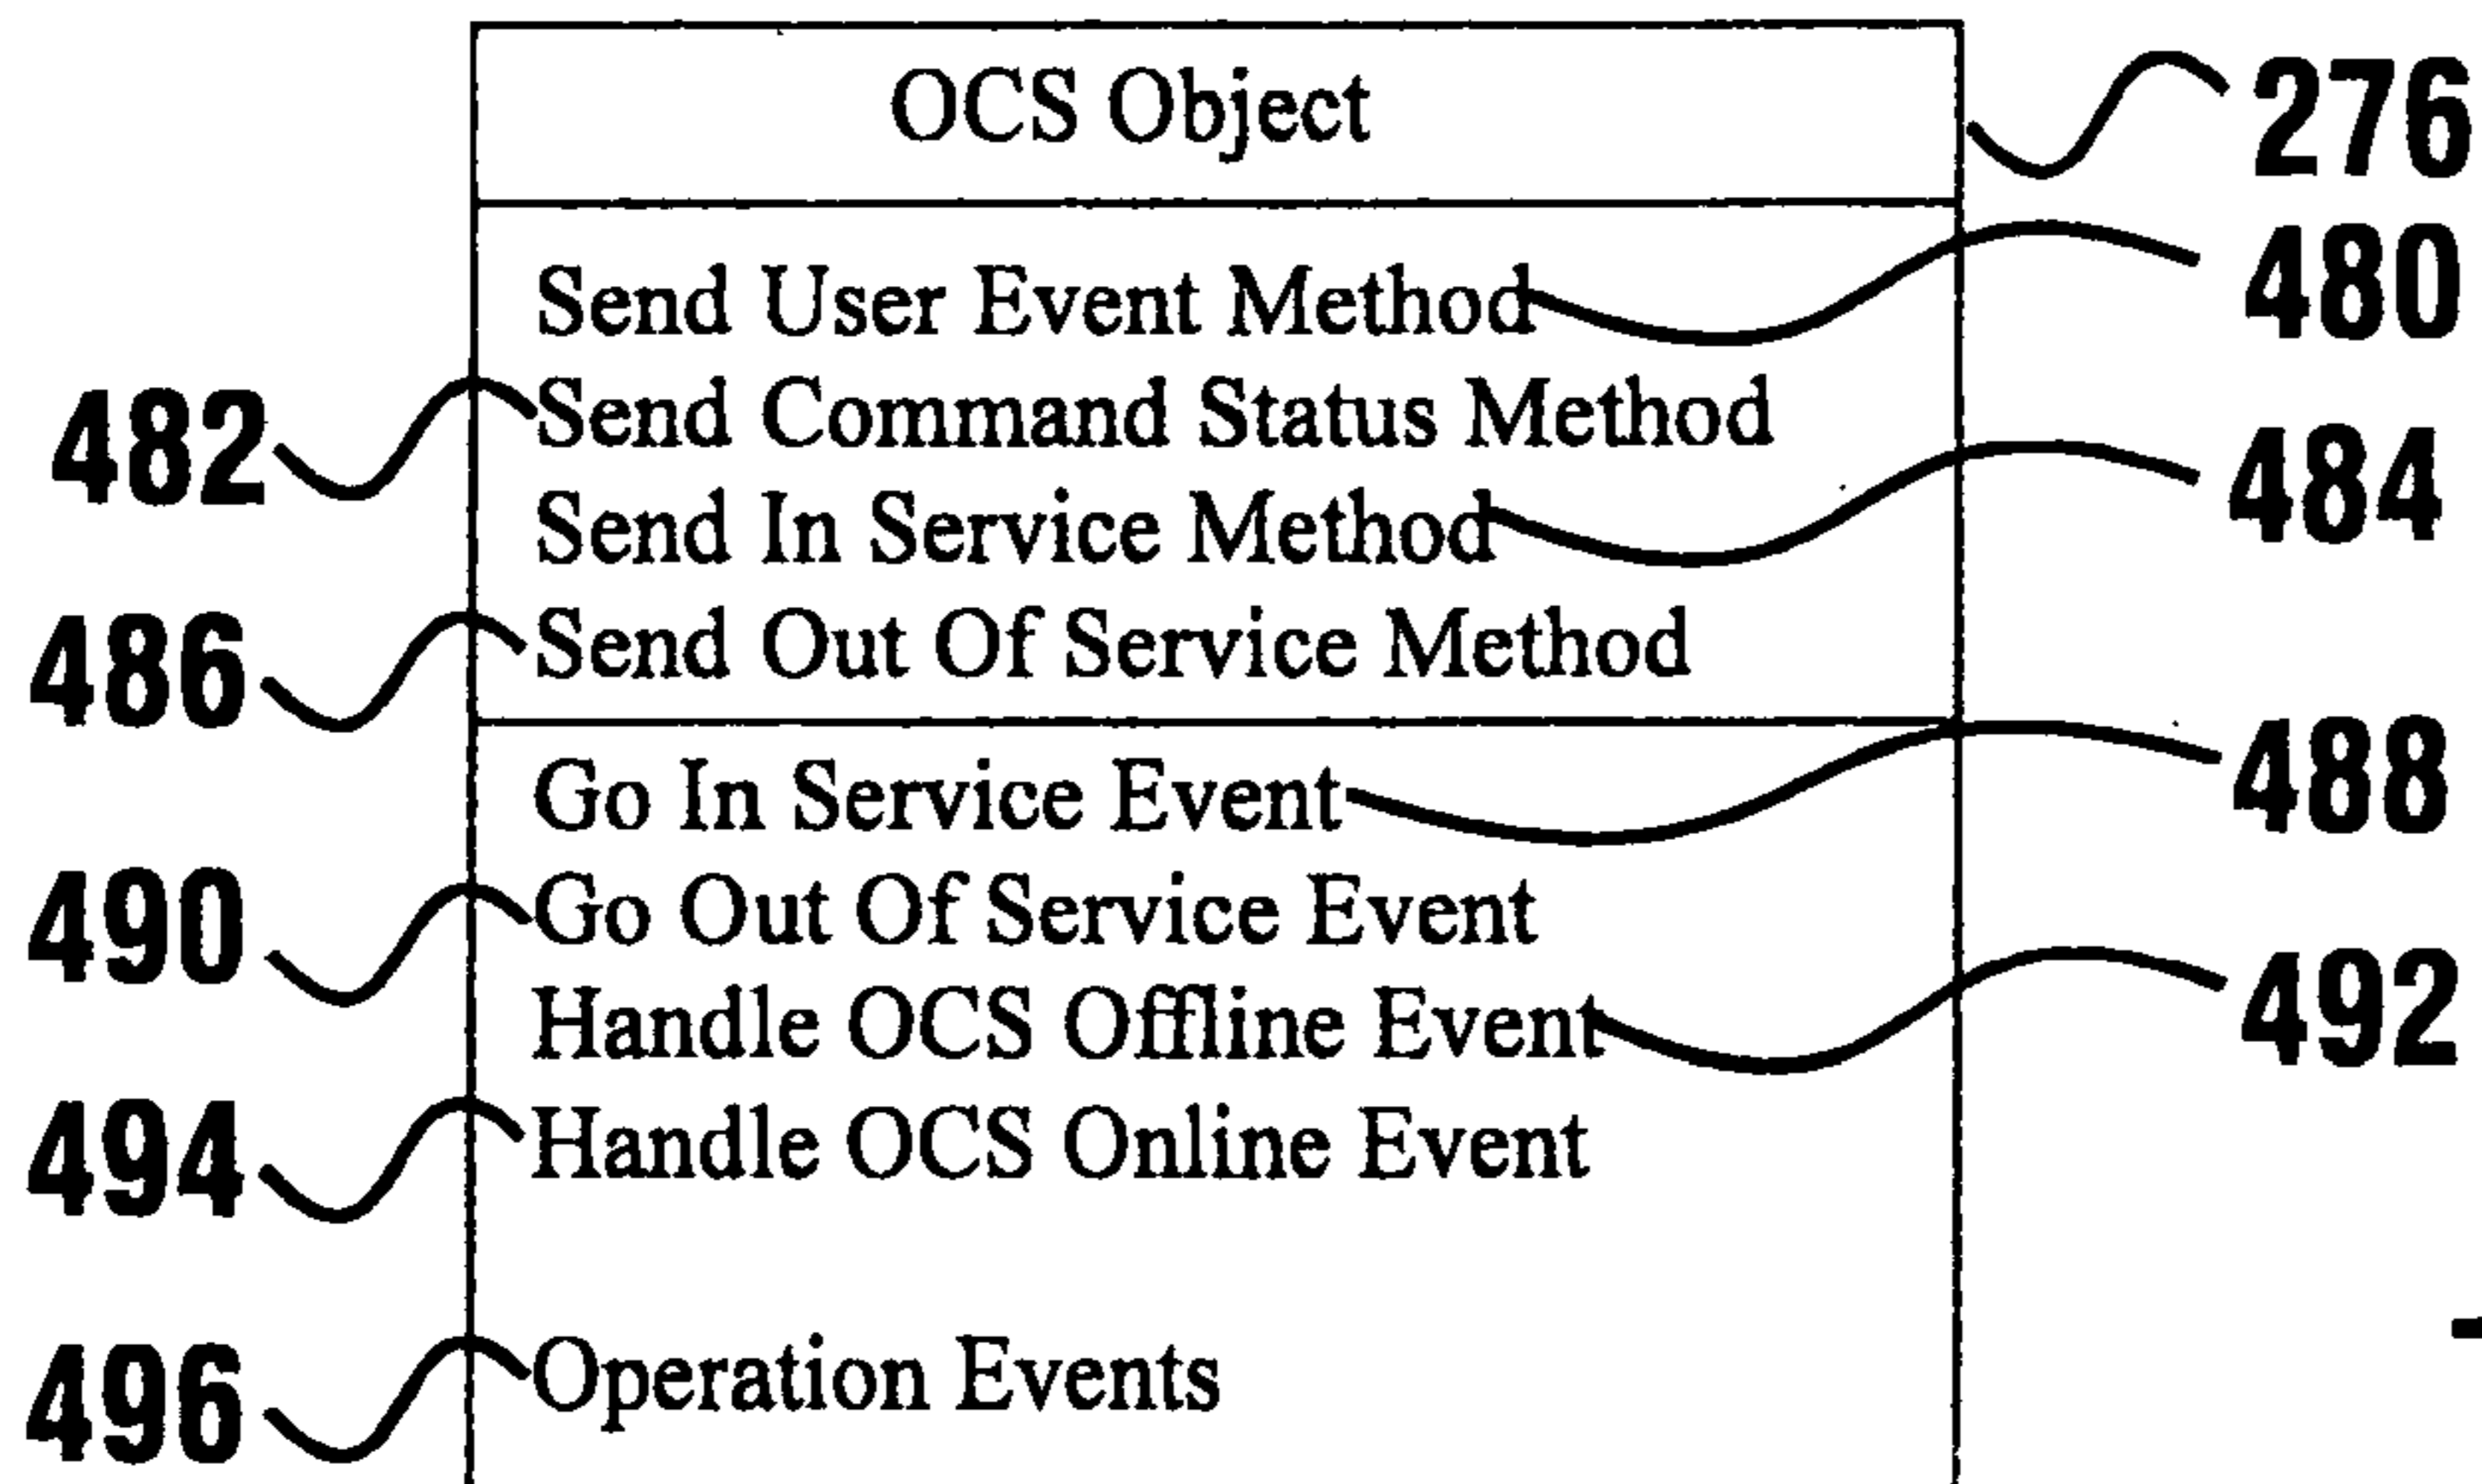 OCS Object
276
Send User Event Method
480
482
Send Command Status Method
Send In Service Method
484
486
Send Out Of Service Method
Go In Service Event
488
490
Go Out Of Service Event
Handle OCS Offline Event
492
494
Handle OCS Online Event
496
Operation Events